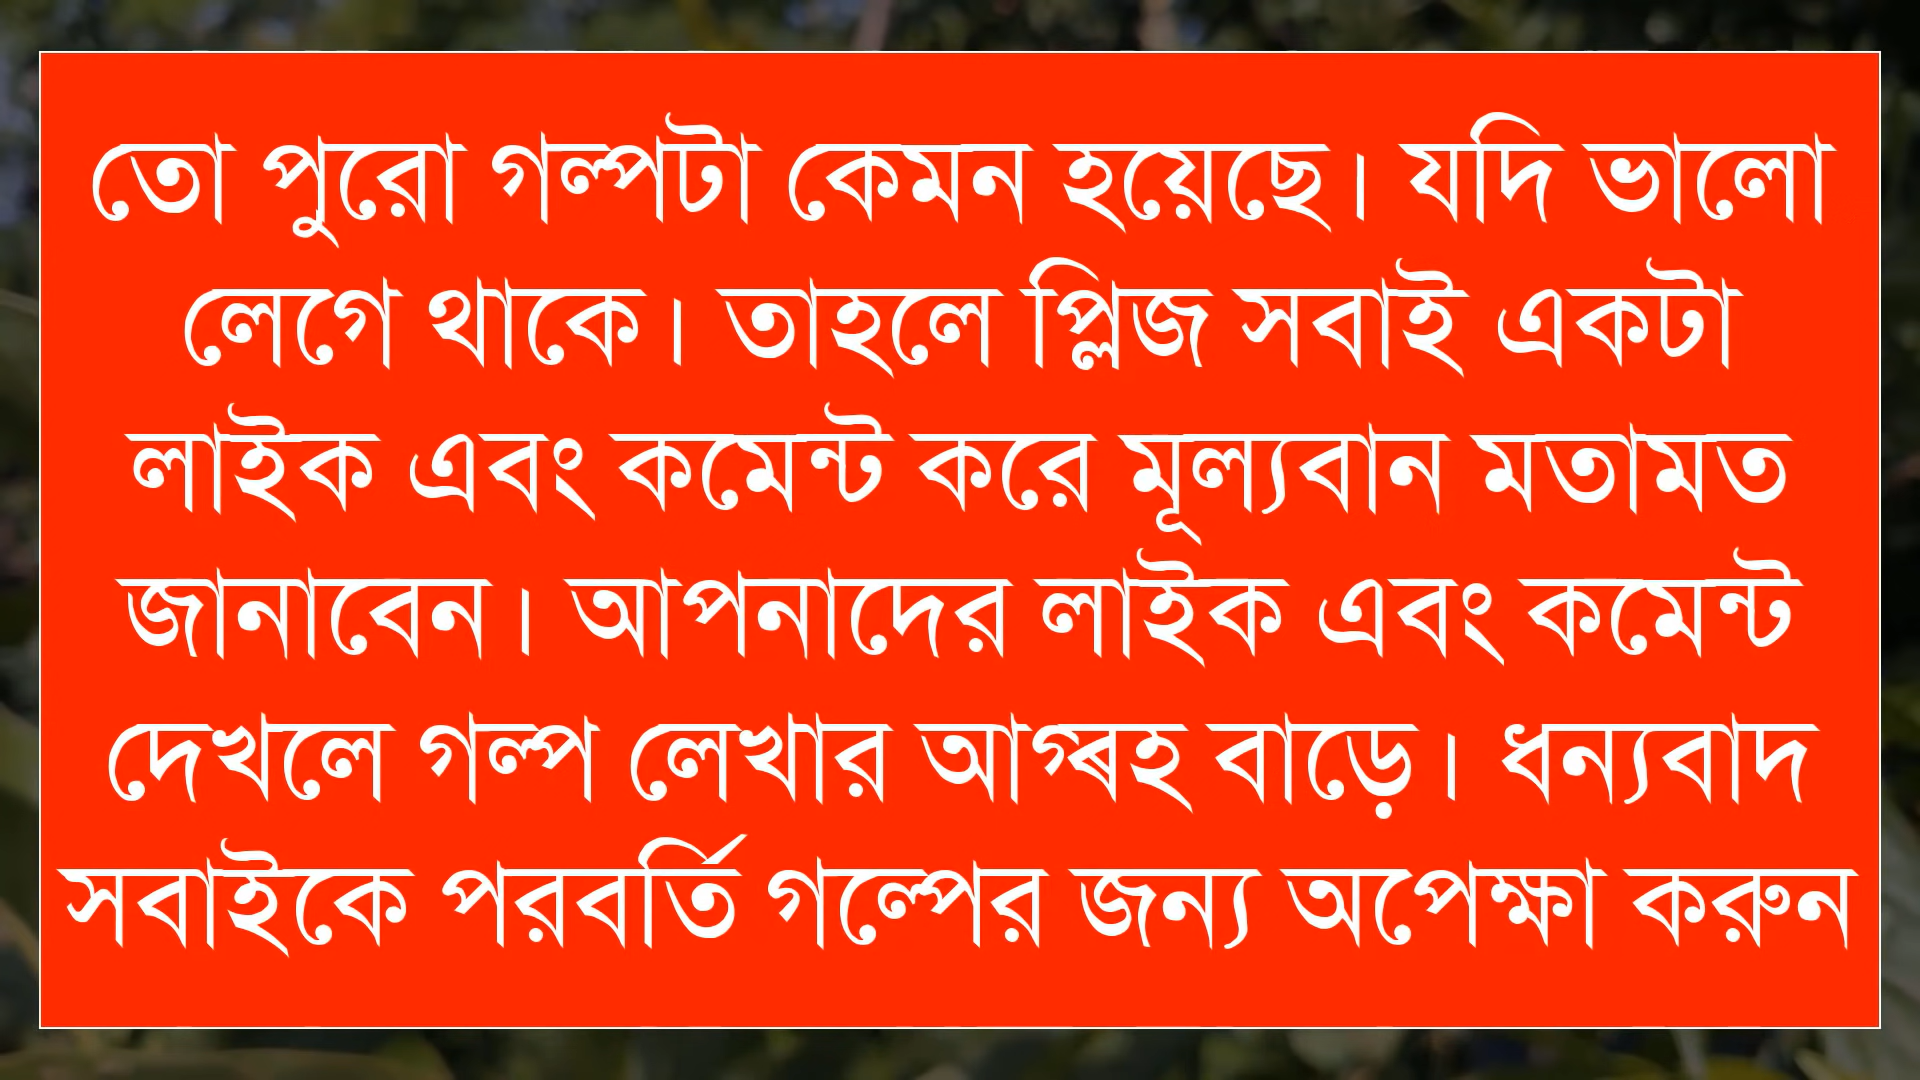 তো পুরো গল্পটা কেমন হয়েছে। যদি ভালো
লেগে থাকে। তাহলে প্লিজ সবাই একটা
লাইক এবং কমেন্ট করে মূল্যবান মতামত
জানাবেন। আপনাদের লাইক এবং কমেন্ট
দেখলে গল্প লেখার আগ্ৰহ বাড়ে। ধন্যবাদ
সবাইকে পরবর্তি গল্পের জন্য অপেক্ষা করুন